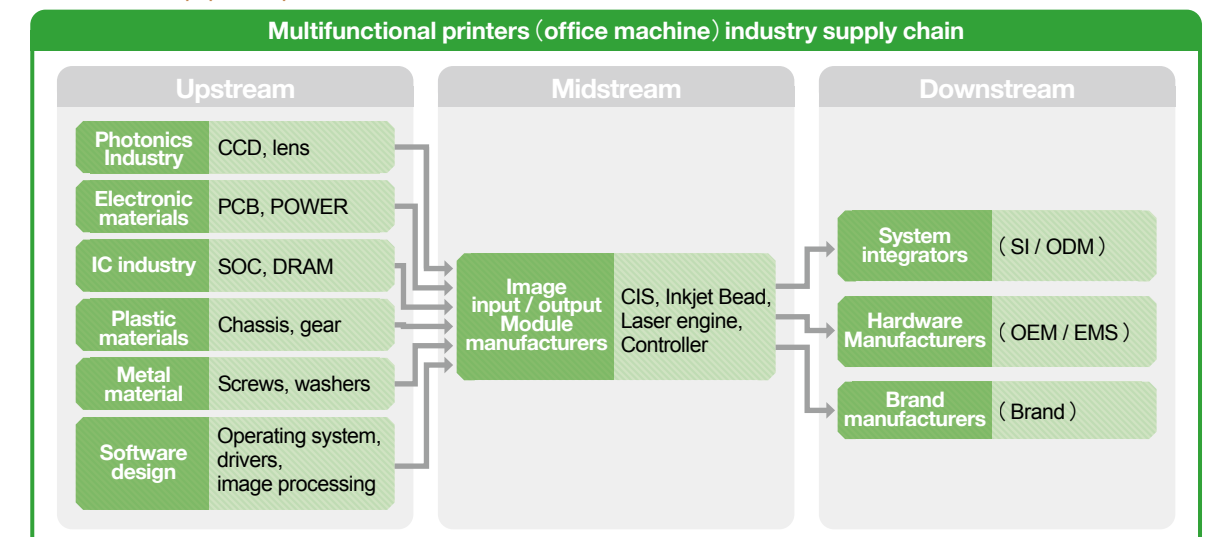 Multifunctional printers (office machine) industry supply chain
Upstream
Photonics
Industry
CCD, lens
Electronic
materials
PCB, POWER
IC industry
SOC, DRAM
Plastic
materials
Chassis, gear
Metal
material
Screws, washers
Software
design
Operating system,
drivers,
image processing
Midstream
Image
input / output
Module
manufacturers
CIS, Inkjet Bead,
Laser engine,
Controller
Downstream
System
integrators
( SI / ODM )
Hardware
Manufacturers
( OEM / EMS )
Brand
manufacturers
( Brand )